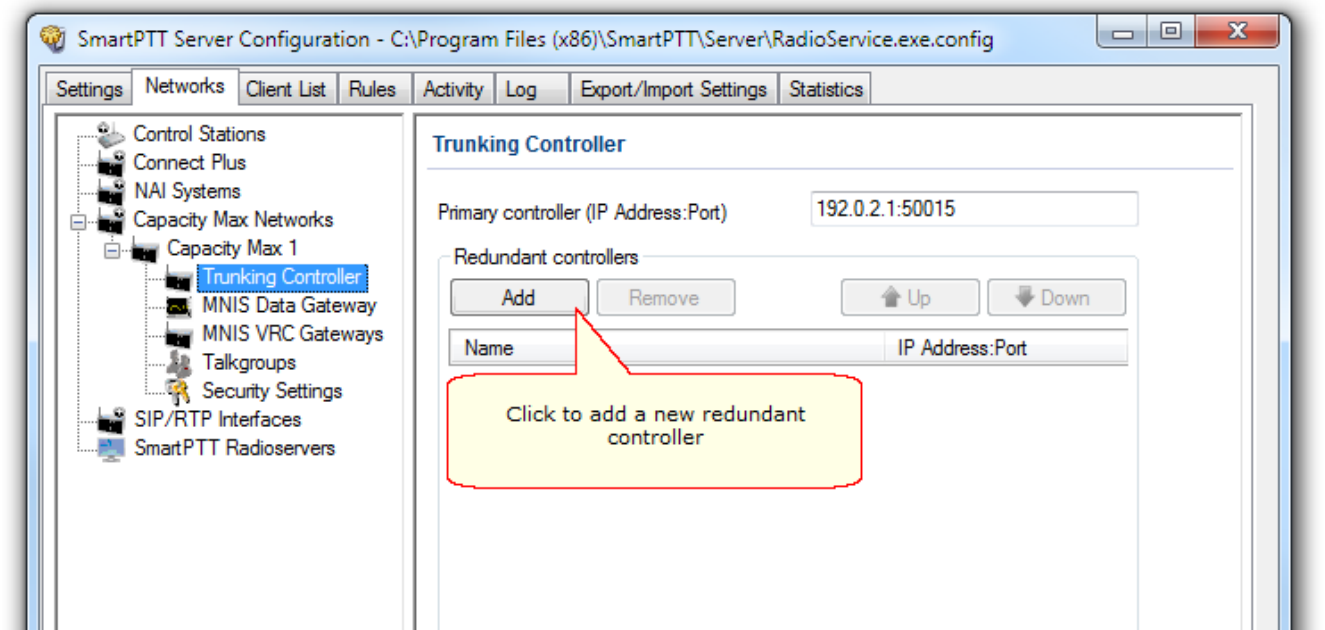 SmartPTT Server Configuration - C:\Program Files (x86)\SmartPTT\Server\RadioService.exe.config
Settings Networks Client List Rules Activity Log Export/Import Settings Statistics
Control Stations
Connect Plus
NAI Systems
Capacity Max Networks
Capacity Max 1
Trunking Controller
MNIS Data Gateway
MNIS VRC Gateways
Talkgroups
Security Settings
SIP/RTP Interfaces
SmartPTT Radioservers
Trunking Controller
Primary controller (IP Address:Port) 192.0.2.1:50015
Redundant controllers
Add Remove Up Down
Name IP Address:Port
Click to add a new redundant
controller